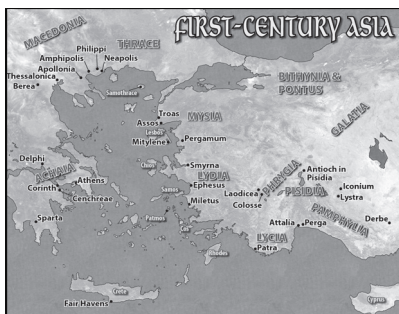 FIRST-CENTURY ASIA
MACEDONIA
THRACE
Philippi
Amphipolis
Neapolis
Apollonia
Thessalonica
Berea
Samothrace
BITHYNIA &
PONTUS
GALATIA
Troas
MYSIA
Assos
Lesbos
Mitylene
Pergamum
Delphi
ACHAIA
Chios
Smyrna
LYDIA
Athens
Corinth
Cenchreae
Samos
Ephesus
Laodicea
PHRYGIA
Antioch in
Pisidia
PISIDIA
Iconium
Lystra
Colosse
Sparta
Patmos
Miletus
Cos
Attalia
Perga
PAMPHYLIA
Derbe
LYCIA
Patra
Rhodes
Crete
Fair Havens
Cyprus